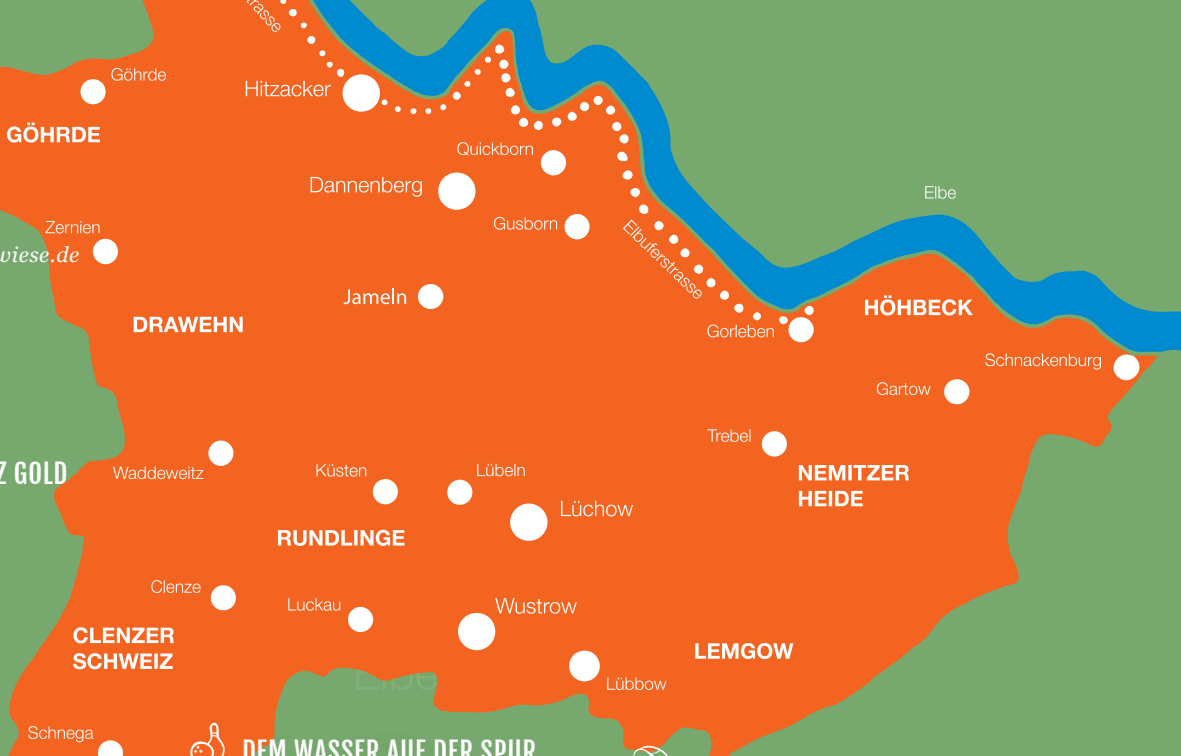 rasse
Göhrde
Hitzacker
GÖHRDE
Quickborn
Dannenberg
Elbe
Gusborn
Zernien
wiese.de
Elbuferstrasse
Jameln
HÖHBECK
DRAWEHN
Gorleben
Schnackenburg
Gartow
Trebel
Z GOLD
Waddeweitz
Küsten
Lübeln
NEMITZER
HEIDE
Lüchow
RUNDLINGE
Clenze
Luckau
Wustrow
CLENZER
SCHWEIZ
LEMGOW
Elbe
Lübbow
Schnega
DEM WASSER AUF DER SPUR